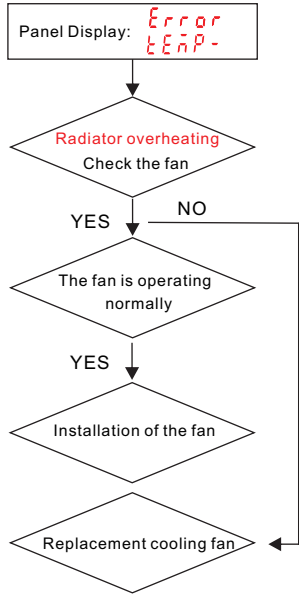 Panel Display:
Error
tEmP-
Radiator overheating
Check the fan
YES
NO
The fan is operating
normally
YES
Installation of the fan
Replacement cooling fan